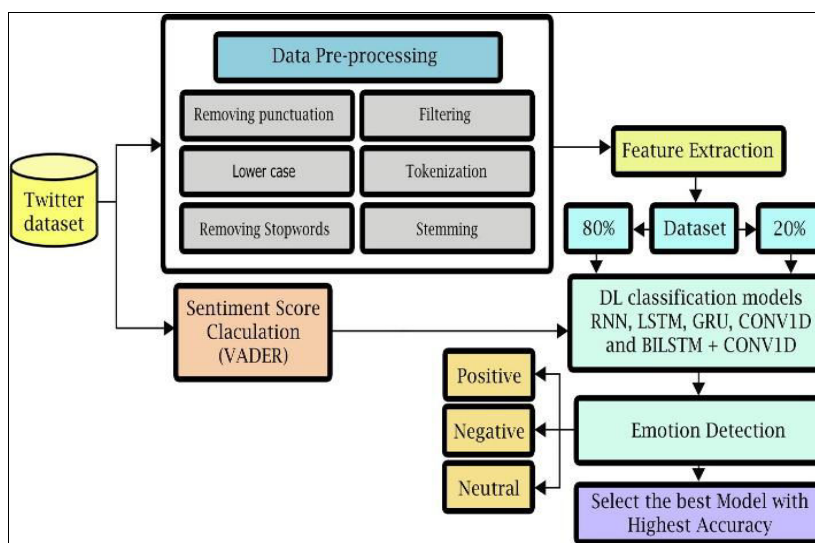 Data Pre-processing
Removing punctuation
Filtering
Lower case
Tokenization
Removing Stopwords
Stemming
Twitter
dataset
Feature Extraction
80%
Dataset
20%
Sentiment Score
Claculation
(VADER)
DL classification models
RNN, LSTM, GRU, CONV1D
and BILSTM + CONV1D
Positive
Negative
Neutral
Emotion Detection
Select the best Model with
Highest Accuracy